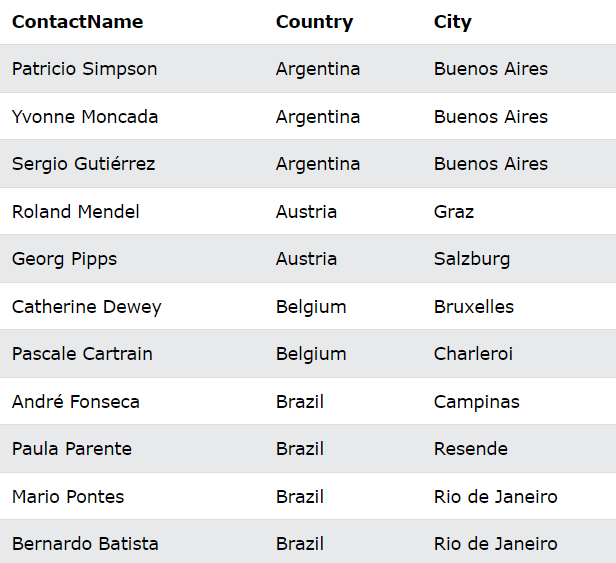 ContactName Country City
Patricio Simpson Argentina Buenos Aires
Yvonne Moncada Argentina Buenos Aires
Sergio Gutiérrez Argentina Buenos Aires
Roland Mendel Austria Graz
Georg Pipps Austria Salzburg
Catherine Dewey Belgium Bruxelles
Pascale Cartrain Belgium Charleroi
André Fonseca Brazil Campinas
Paula Parente Brazil Resende
Mario Pontes Brazil Rio de Janeiro
Bernardo Batista Brazil Rio de Janeiro